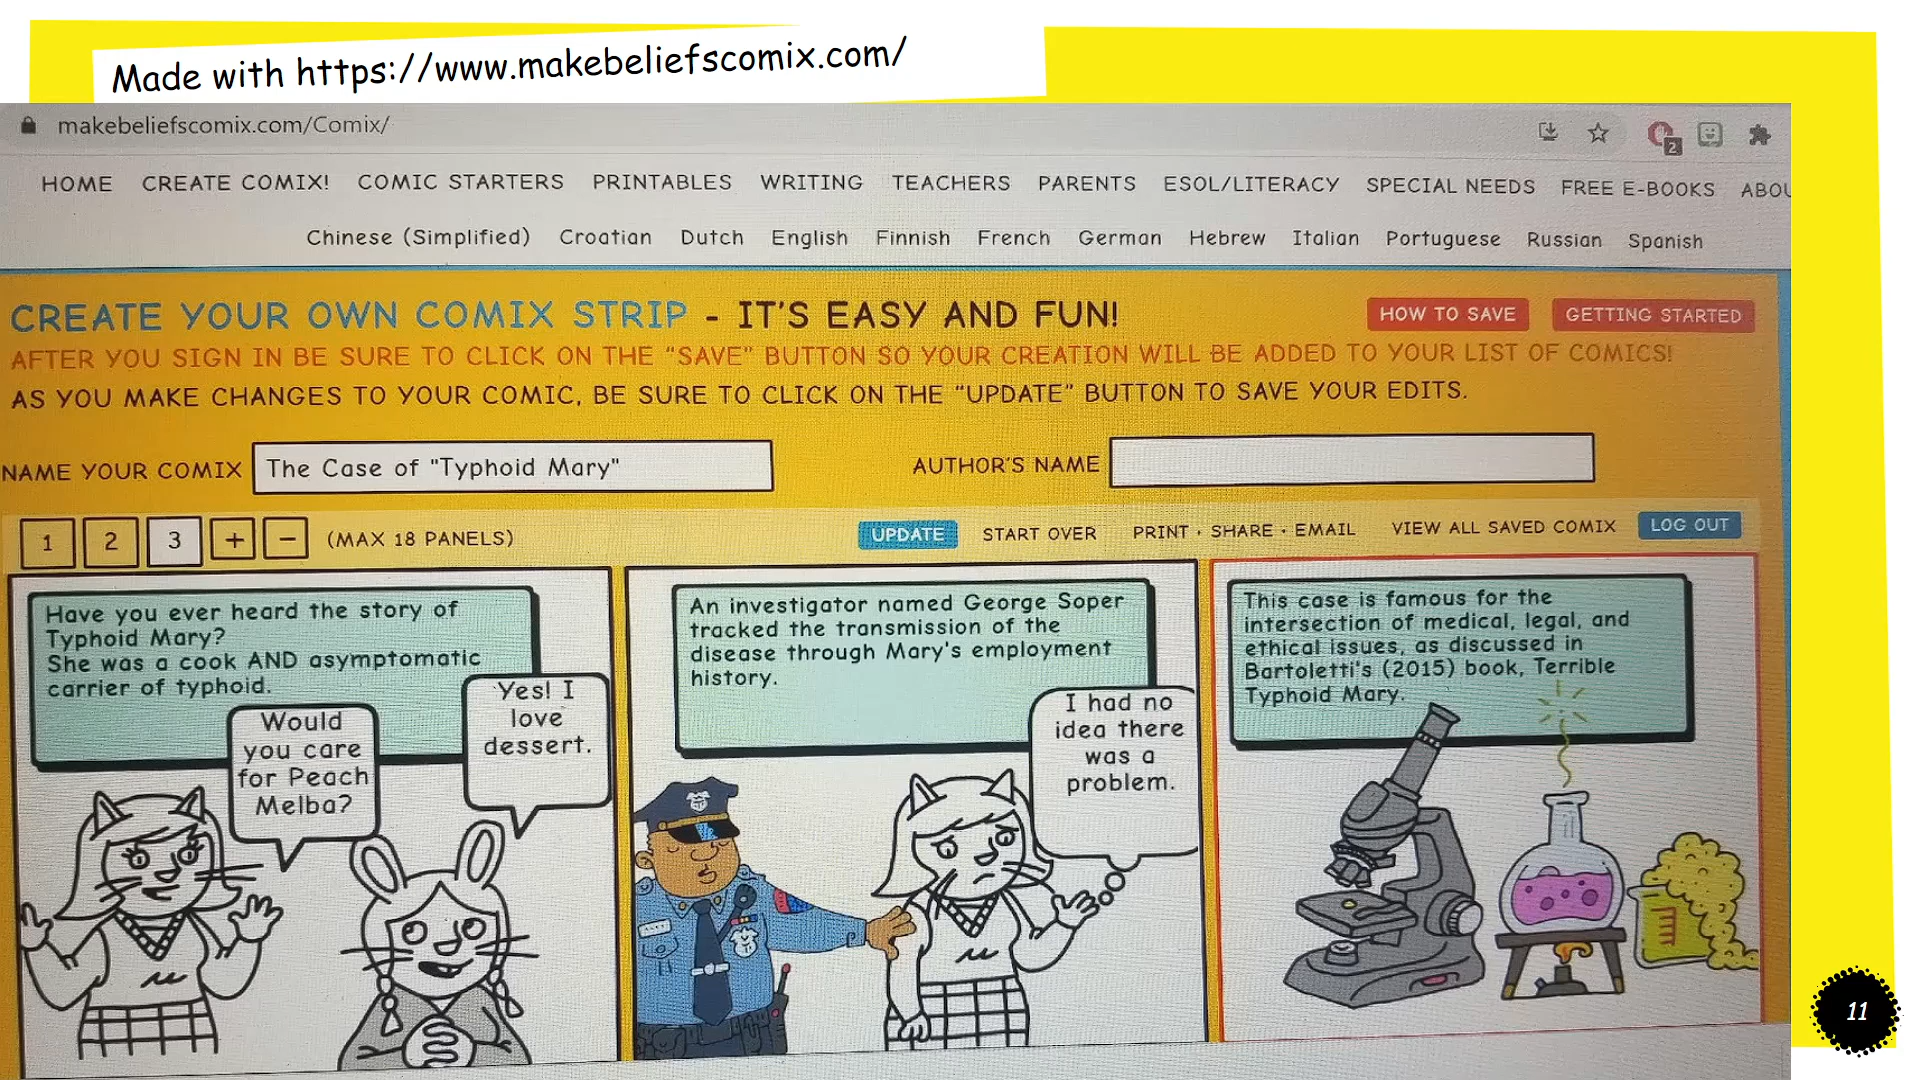 Made with https://www.makebeliefscomix.com/
makebeliefscomix.com/Comix/
2
HOME CREATE COMIX! COMIC STARTERS PRINTABLES WRITING TEACHERS PARENTS ESOL/LITERACY SPECIAL NEEDS FREE E-BOOKS ABOU
Chinese (Simplified) Croatian Dutch English Finnish French German Hebrew Italian Portuguese Russian Spanish
CREATE YOUR OWN COMIX STRIP - IT'S EASY AND FUN!
HOW TO SAVE GETTING STARTED
AFTER YOU SIGN IN BE SURE TO CLICK ON THE "SAVE" BUTTON SO YOUR CREATION WILL BE ADDED TO YOUR LIST OF COMICS!
AS YOU MAKE CHANGES TO YOUR COMIC, BE SURE TO CLICK ON THE "UPDATE" BUTTON TO SAVE YOUR EDITS.
NAME YOUR COMIX The Case of "Typhoid Mary" AUTHOR'S NAME
1 2 3 + − (MAX 18 PANELS) UPDATE START OVER PRINT · SHARE · EMAIL VIEW ALL SAVED COMIX LOG OUT
Have you ever heard the story of
Typhoid Mary?
She was a cook AND asymptomatic
carrier of typhoid.
Would
you care
for Peach
Melba?
Yes! I
love
dessert.
An investigator named George Soper
tracked the transmission of the
disease through Mary's employment
history.
I had no
idea there
was a
problem.
This case is famous for the
intersection of medical, legal, and
ethical issues, as discussed in
Bartoletti's (2015) book, Terrible
Typhoid Mary.
11